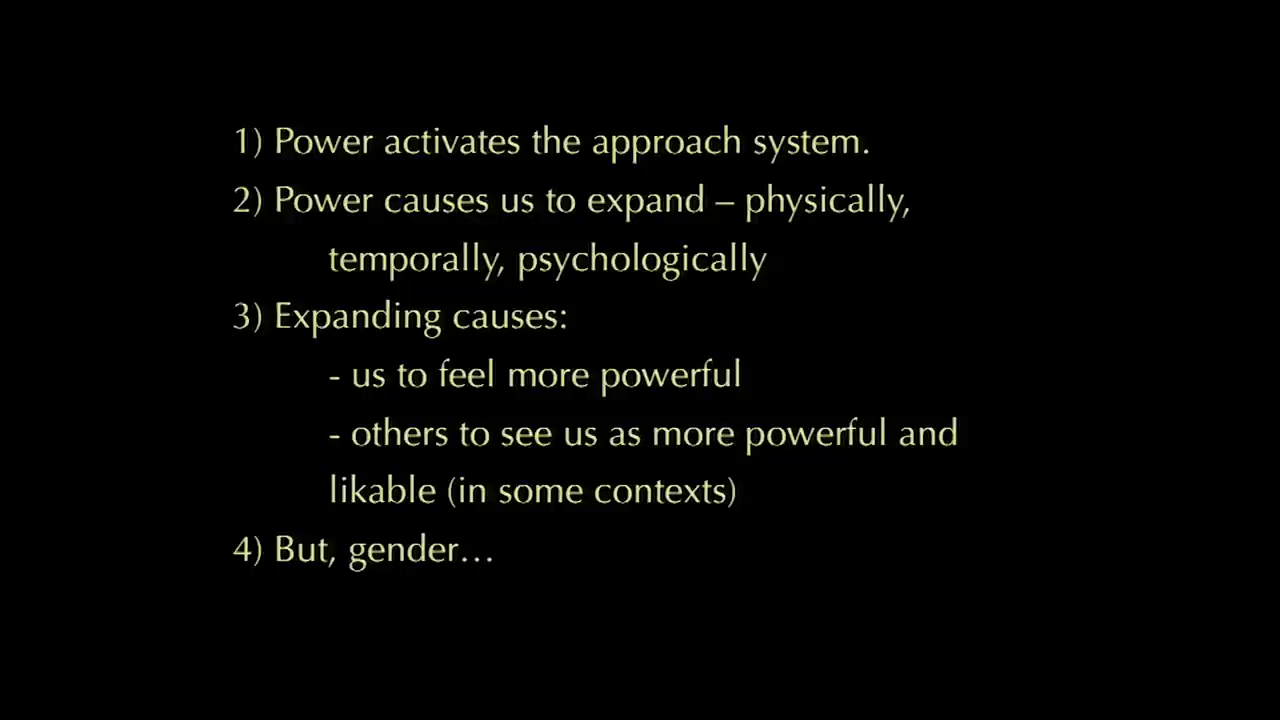 1) Power activates the approach system.
2) Power causes us to expand – physically,
temporally, psychologically
3) Expanding causes:
- us to feel more powerful
- others to see us as more powerful and
likable (in some contexts)
4) But, gender…